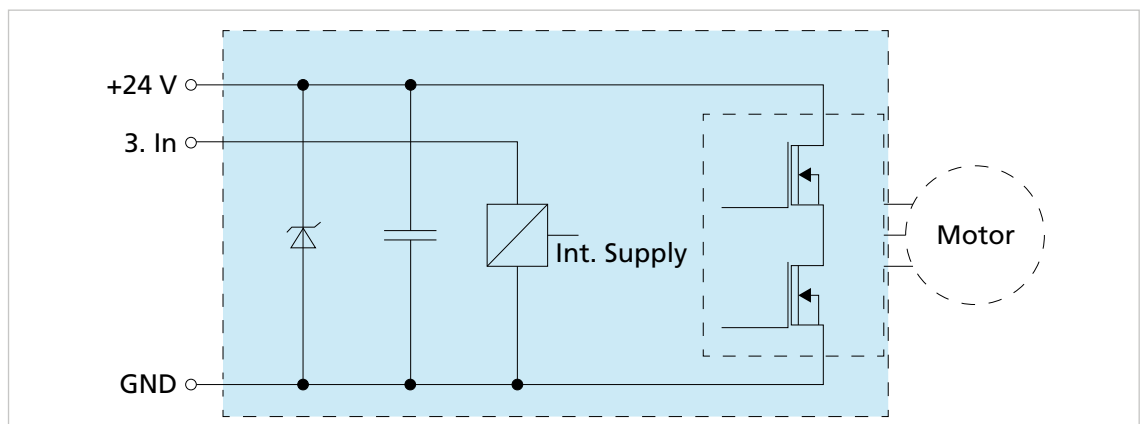 +24 V
3. In
Int. Supply
Motor
GND